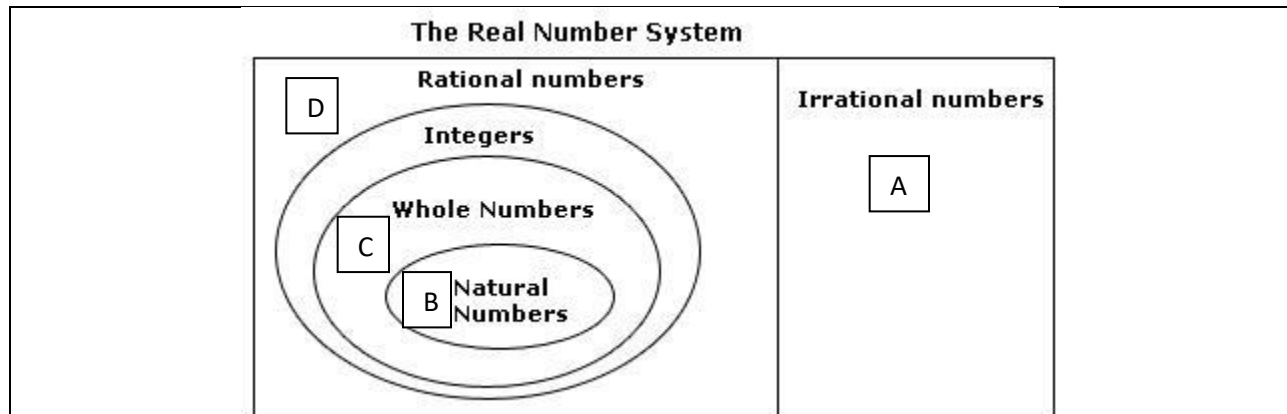 The Real Number System
Rational numbers
D
Irrational numbers
Integers
A
Whole Numbers
C
B
Natural
Numbers